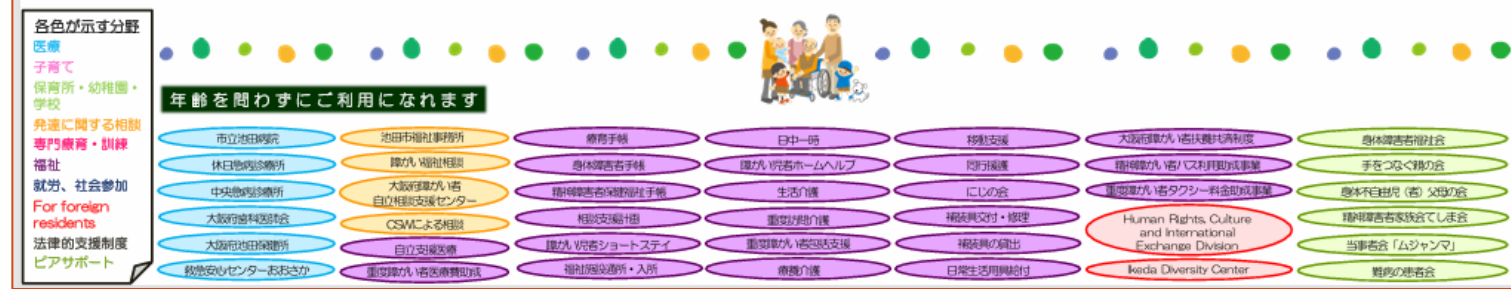 各色が示す分野
医療
子育て
保育所・幼稚園・
学校
発達に関する相談
専門療育・訓練
福祉
就労、社会参加
For foreign
residents
法律的支援制度
ピアサポート
年齢を問わずにご利用になれます
市立池田病院
休日急病診療所
中央急病診療所
大阪府歯科医師会
大阪府池田保健所
救急安心センターおおさか
池田市福祉事務所
障がい福祉相談
大阪府障がい者
自立相談支援センター
CSWによる相談
自立支援医療
重度障がい者医療費助成
療育手帳
身体障害者手帳
精神障害者保健福祉手帳
相談支援計画
障がい児者ショートステイ
福祉施設通所・入所
日中一時
障がい児者ホームヘルプ
生活介護
重度訪問介護
重度障がい者包括支援
療養介護
移動支援
同行援護
にじの会
補装具交付・修理
補装具の貸出
日常生活用具給付
大阪府障がい者扶養共済制度
精神障がい者バス利用助成事業
重度障がい者タクシー料金助成事業
Human Rights, Culture
and International
Exchange Division
Ikeda Diversity Center
身体障害者福祉会
手をつなぐ親の会
身体不自由児（者）父母の会
精神障害者家族会てしま会
当事者会「ムジャンマ」
難病の患者会